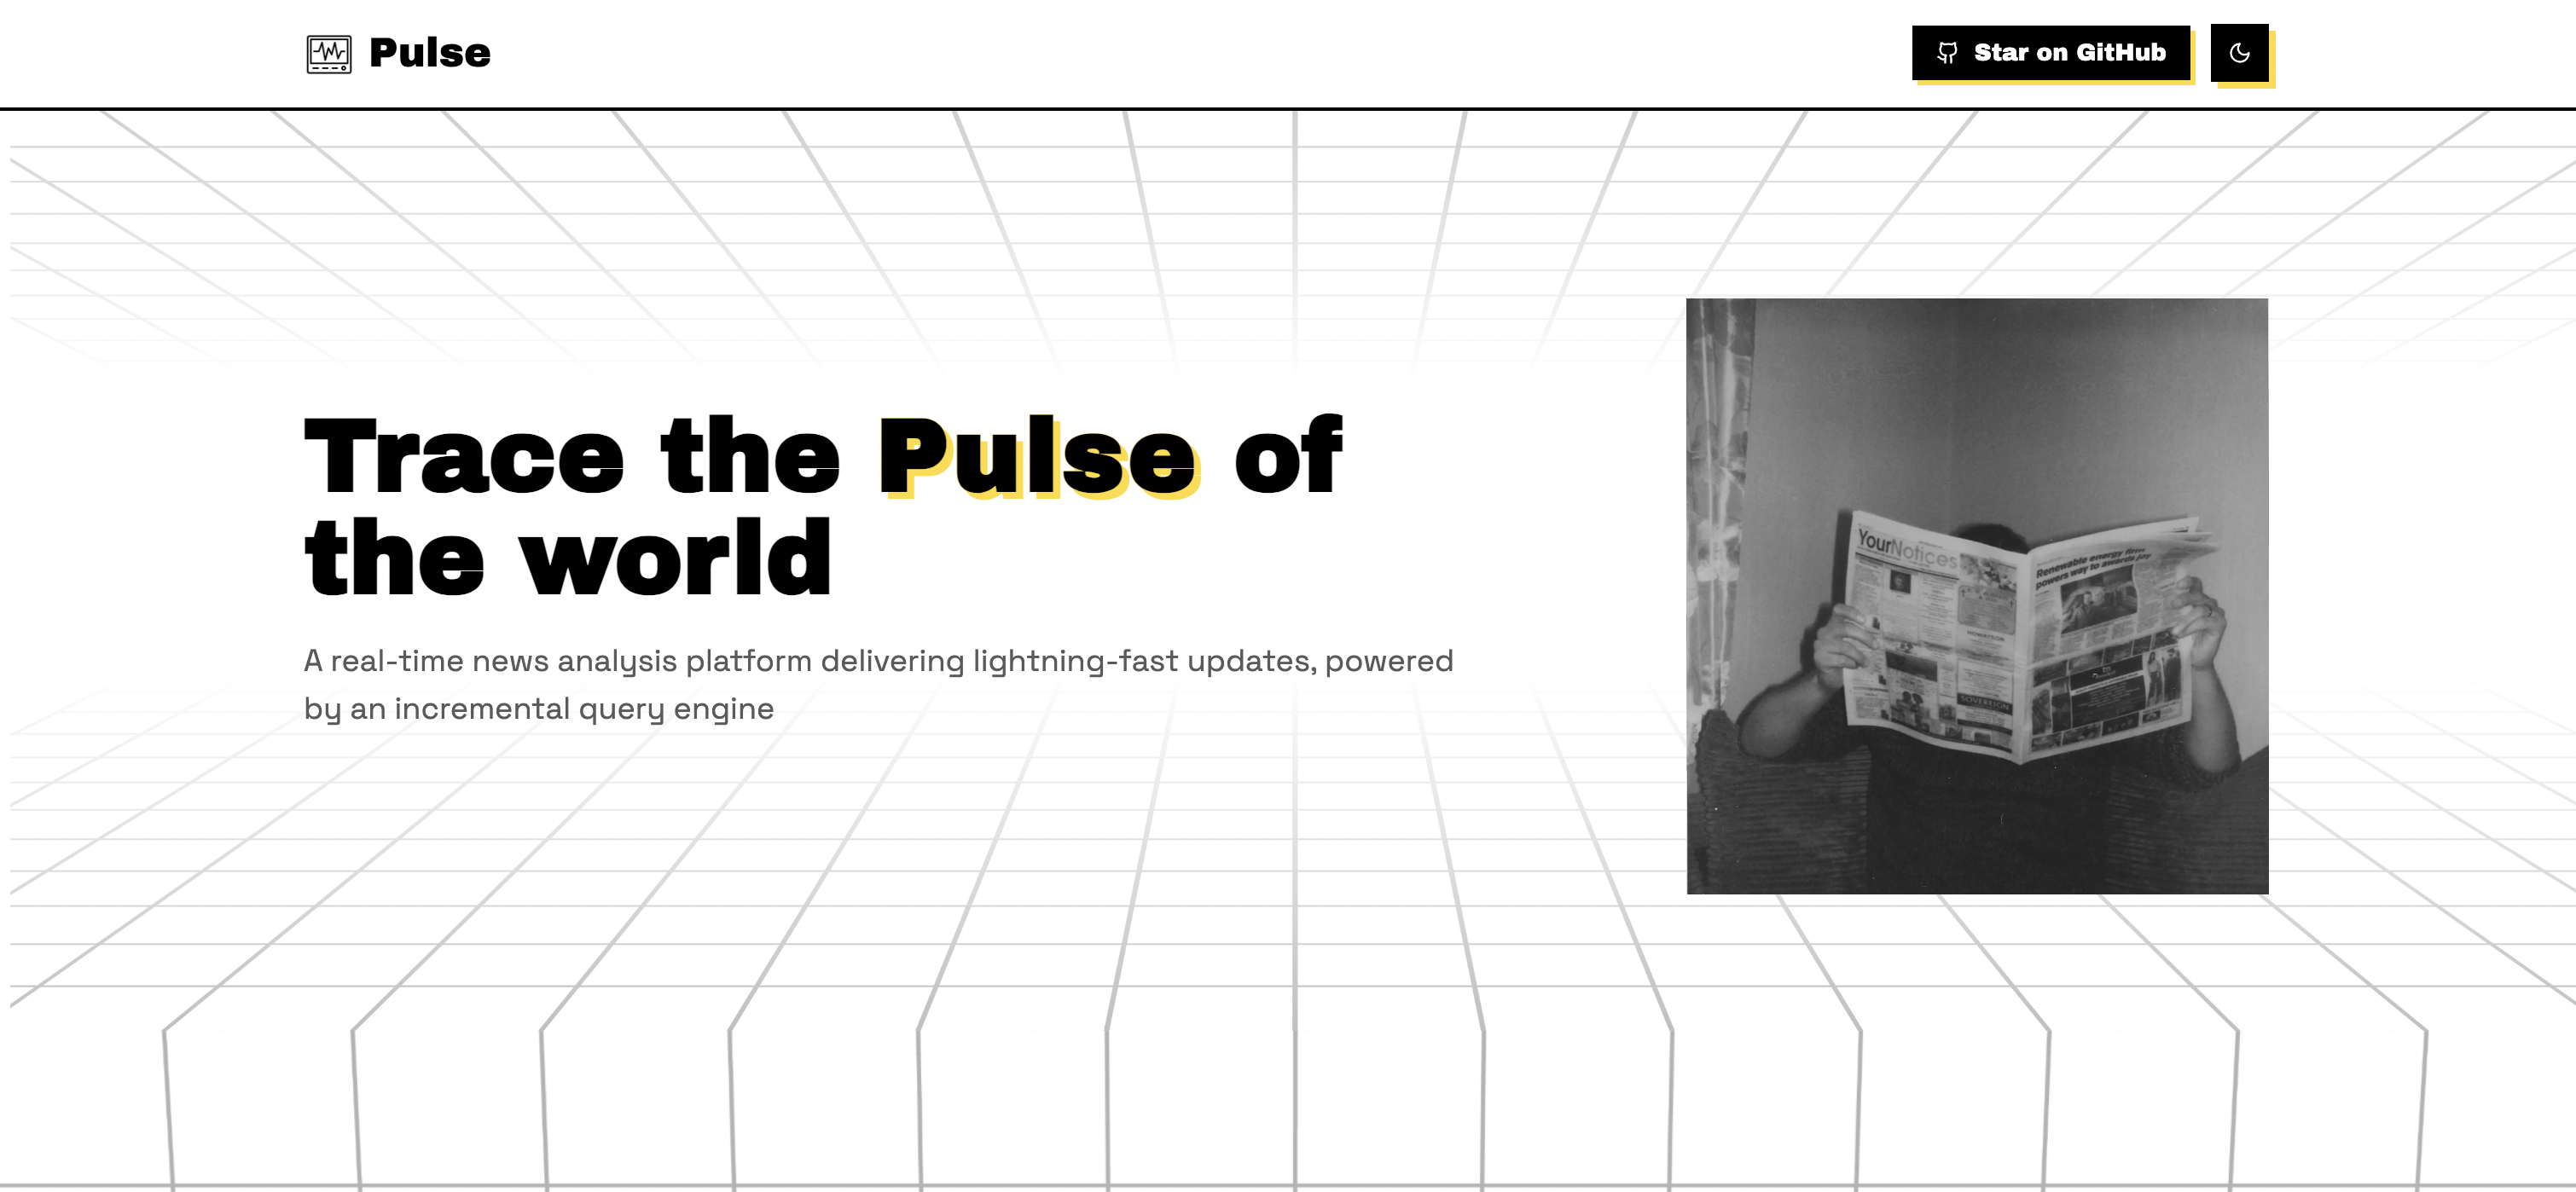 Pulse
Star on GitHub
Trace the Pulse of
the world
A real-time news analysis platform delivering lightning-fast updates, powered
by an incremental query engine
YourNotices
Renewable energy firm
powers way to awards joy
SOVEREIGN